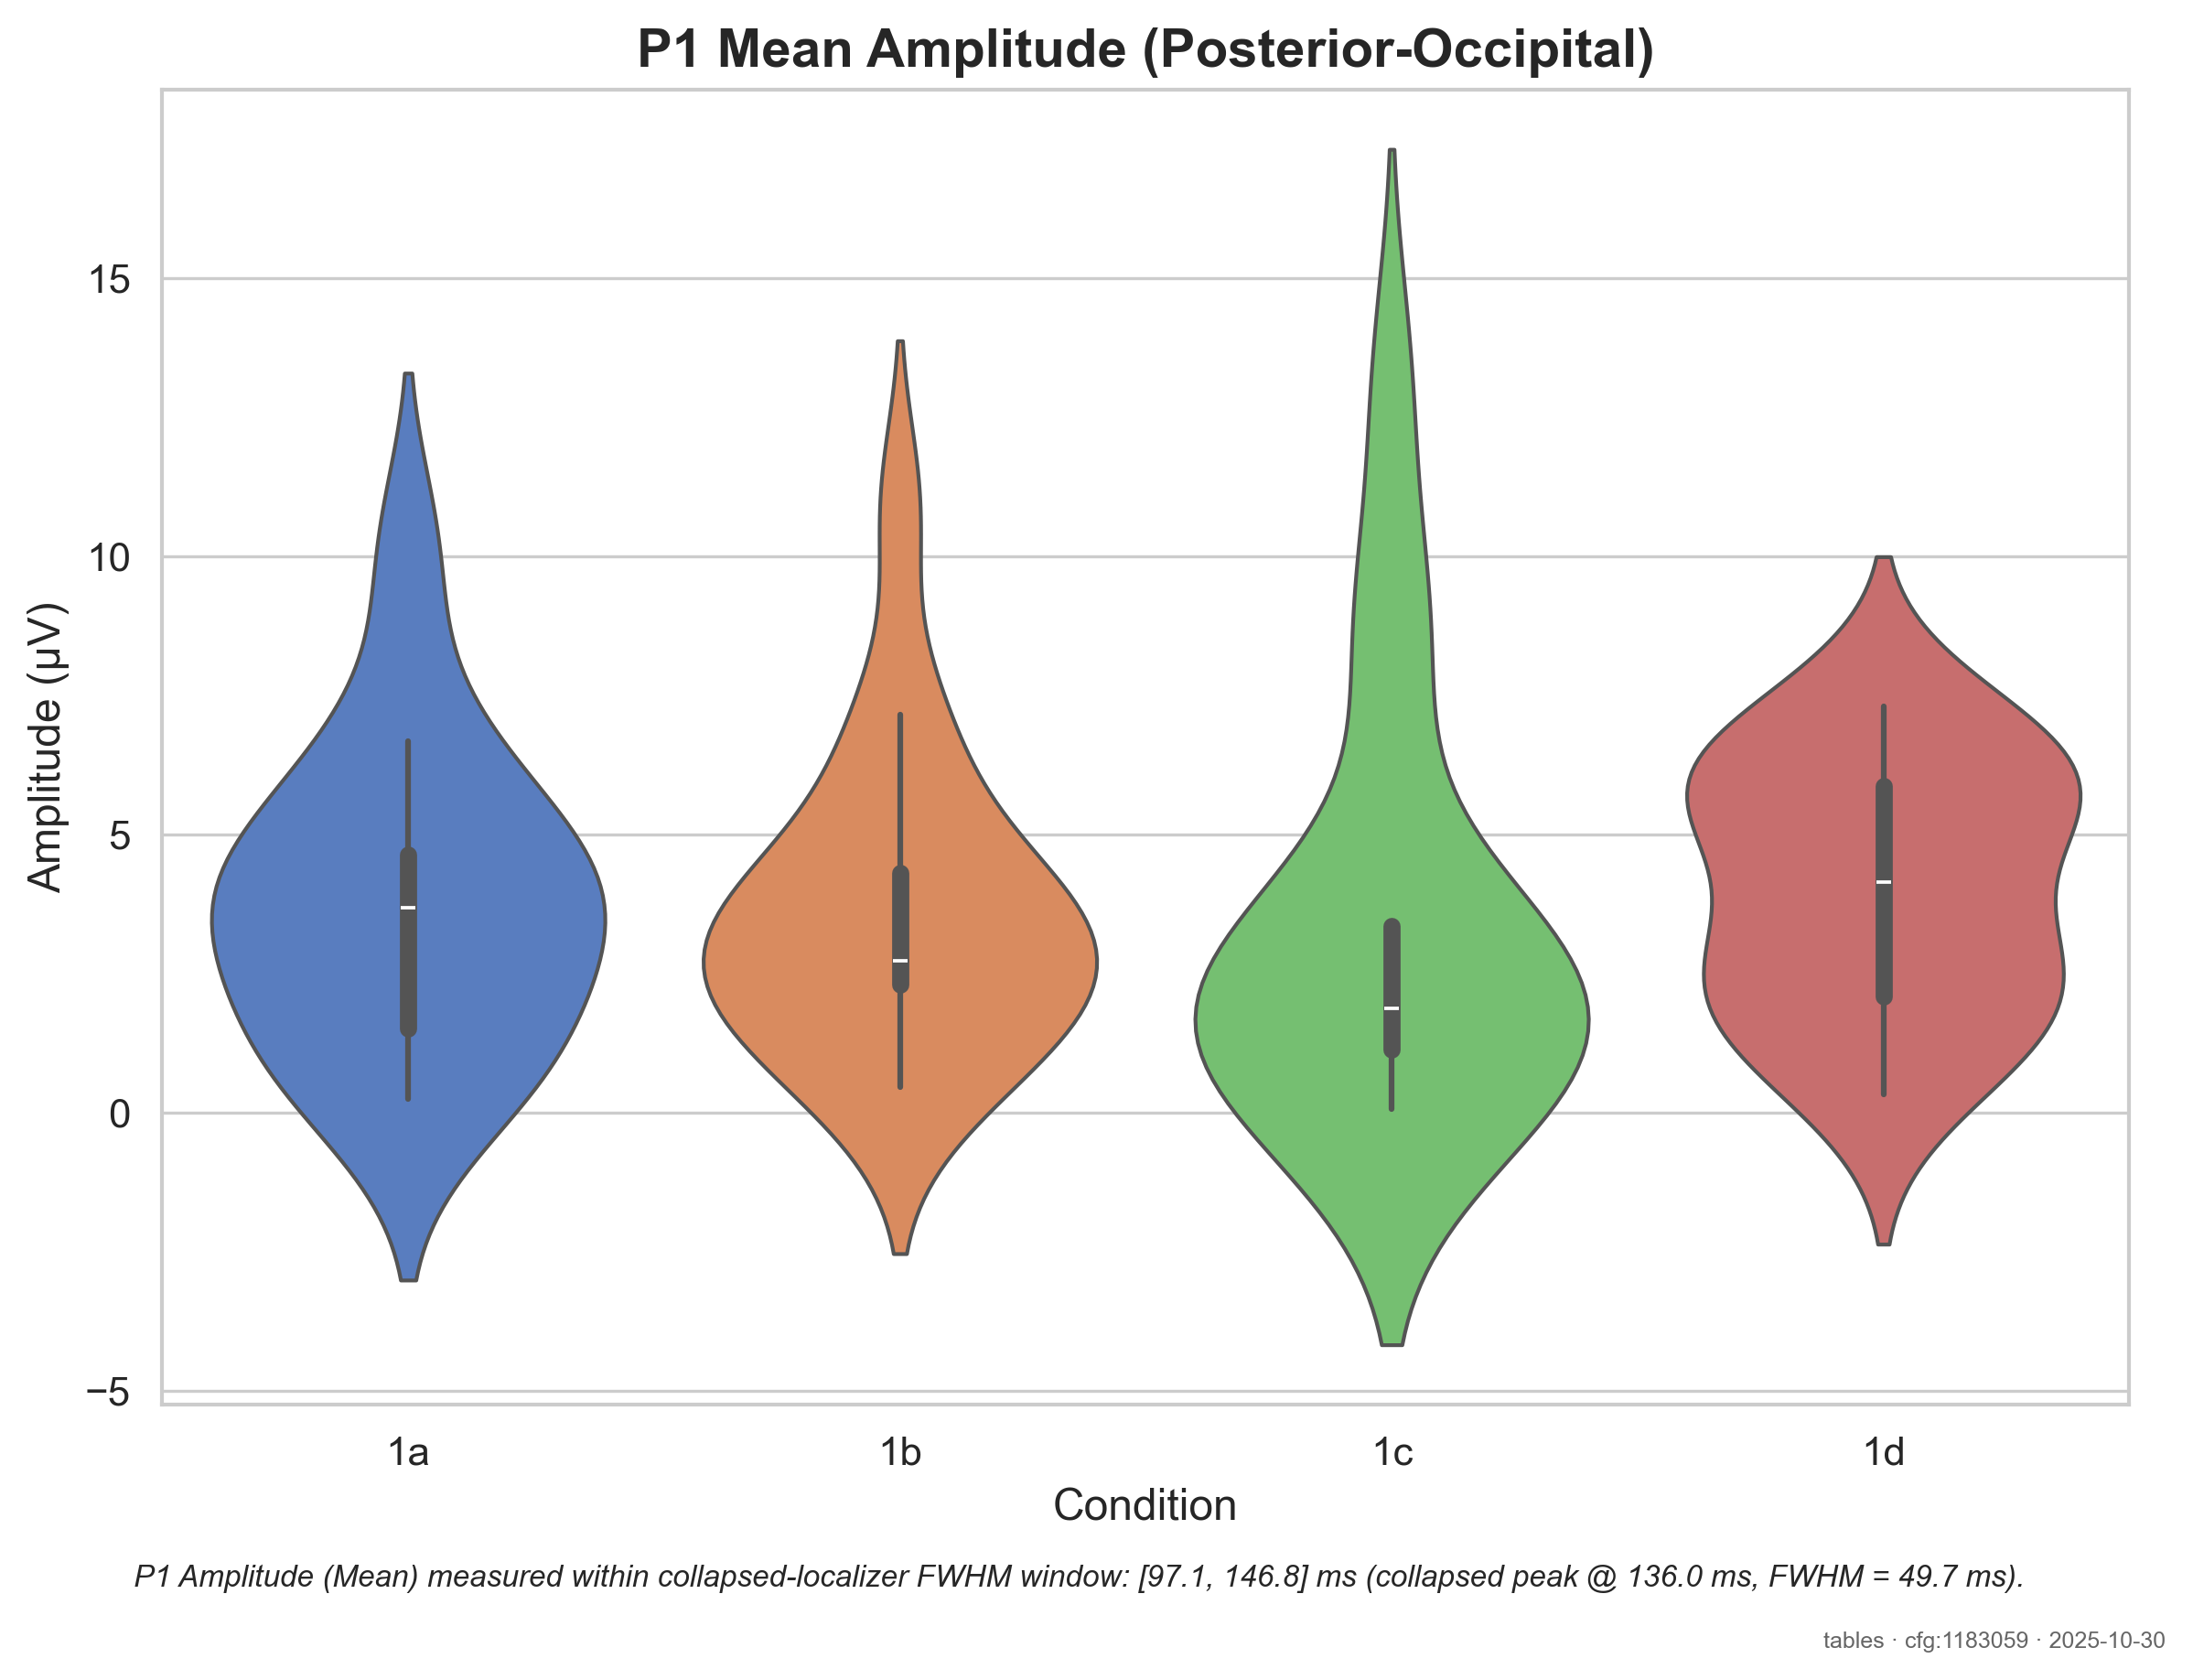 P1 Mean Amplitude (Posterior-Occipital)
Amplitude (µV)
15
10
5
0
−5
1a 1b 1c 1d
Condition
P1 Amplitude (Mean) measured within collapsed-localizer FWHM window: [97.1, 146.8] ms (collapsed peak @ 136.0 ms, FWHM = 49.7 ms).
tables · cfg:1183059 · 2025-10-30